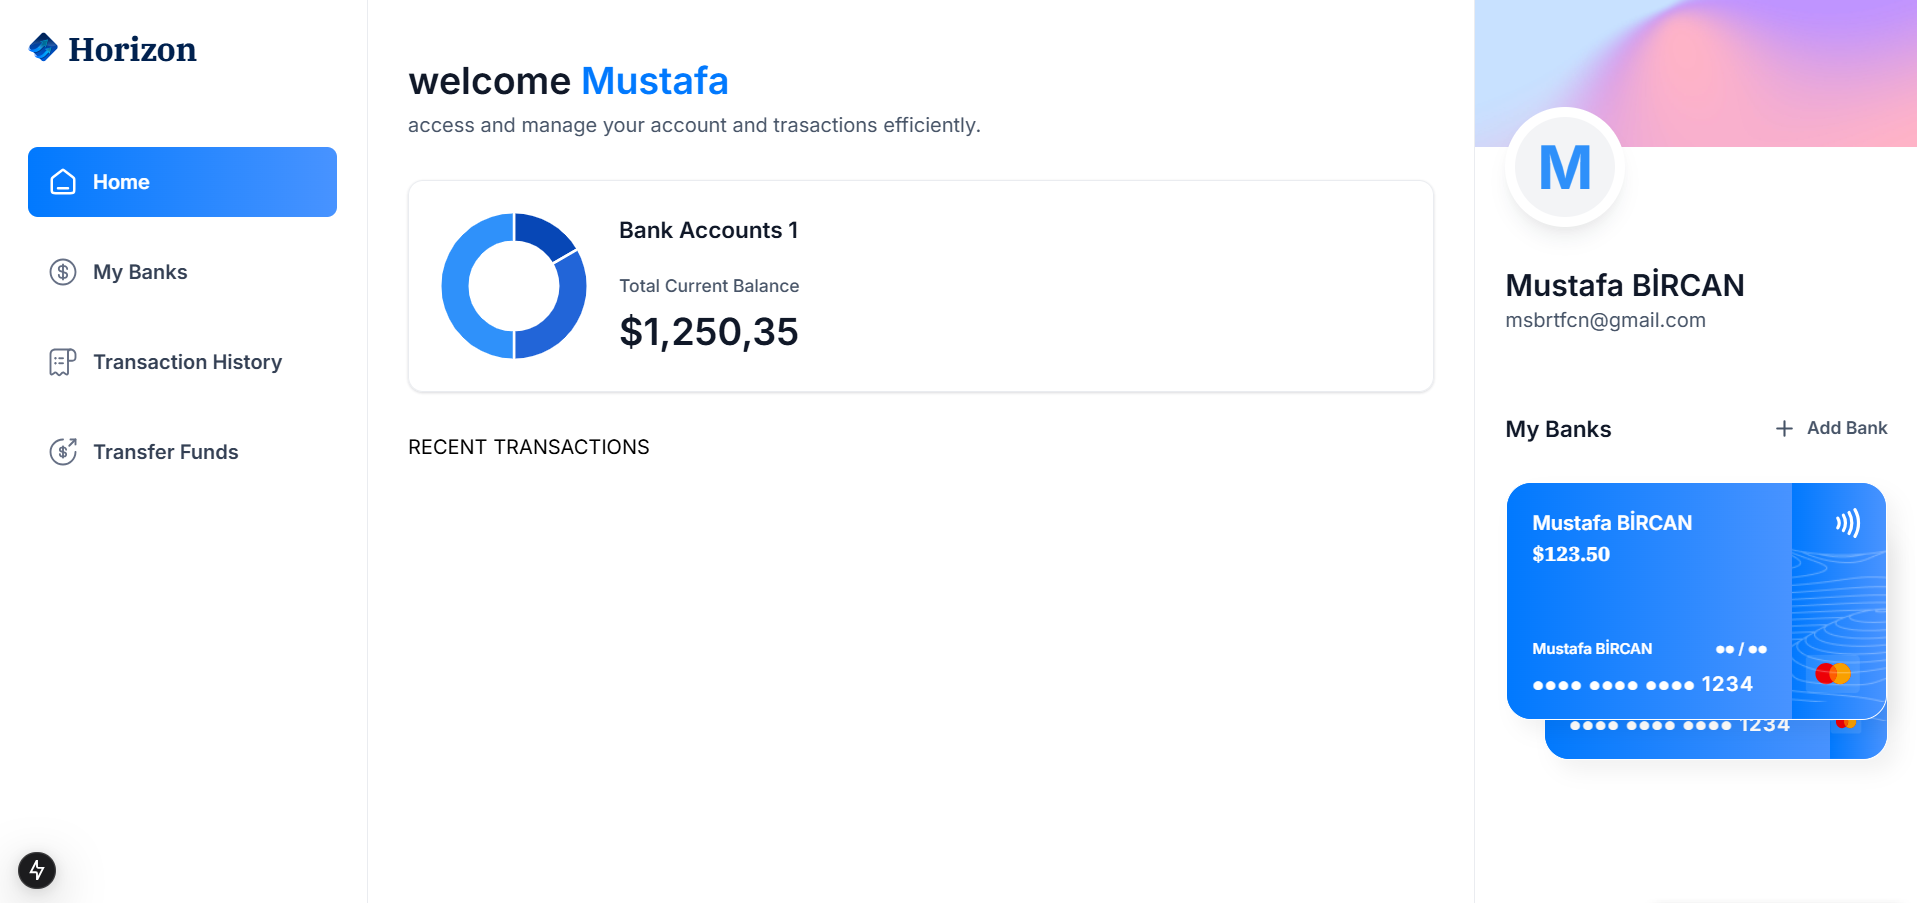 Horizon
Home
My Banks
Transaction History
Transfer Funds
welcome Mustafa
access and manage your account and trasactions efficiently.
Bank Accounts 1
Total Current Balance
$1,250,35
RECENT TRANSACTIONS
M
Mustafa BİRCAN
msbrtfcn@gmail.com
My Banks
+ Add Bank
Mustafa BİRCAN
$123.50
Mustafa BİRCAN ●● / ●●
●●●● ●●●● ●●●● 1234
●●●● ●●●● ●●●● 1234